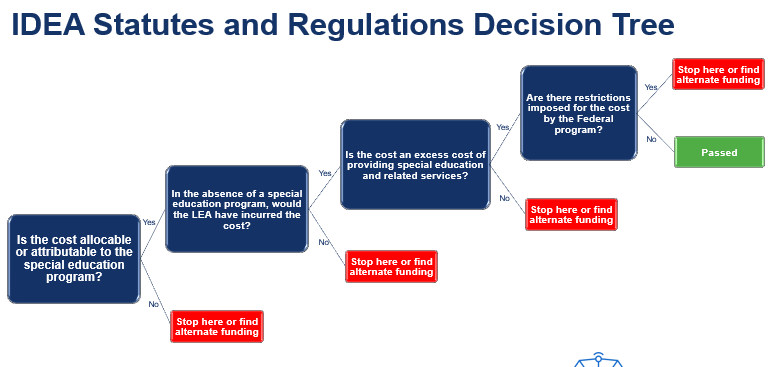 IDEA Statutes and Regulations Decision Tree
Is the cost allocable
or attributable to the
special education
program?
Yes
No
Stop here or find
alternate funding
In the absence of a special
education program, would
the LEA have incurred the
cost?
Yes
No
Stop here or find
alternate funding
Is the cost an excess cost of
providing special education
and related services?
Yes
No
Stop here or find
alternate funding
Are there restrictions
imposed for the cost
by the Federal
program?
Yes
No
Stop here or find
alternate funding
Passed